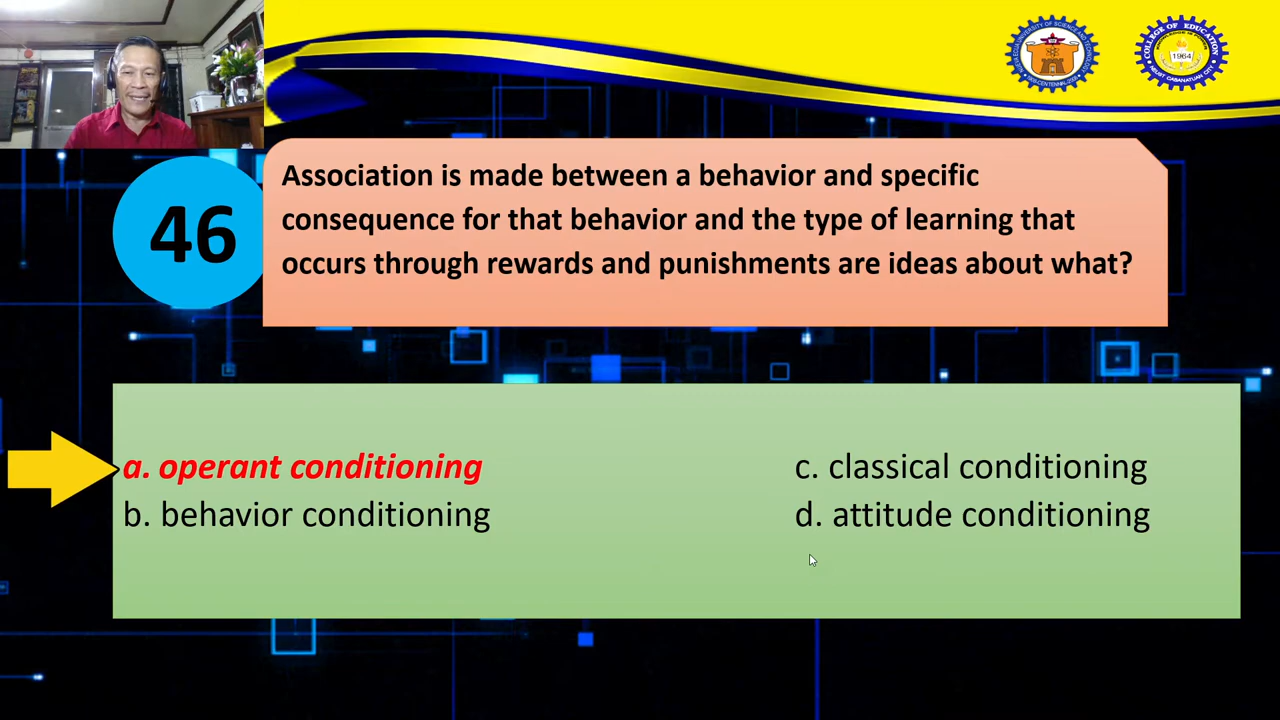 1964
46
Association is made between a behavior and specific
consequence for that behavior and the type of learning that
occurs through rewards and punishments are ideas about what?
a. operant conditioning
b. behavior conditioning
c. classical conditioning
d. attitude conditioning